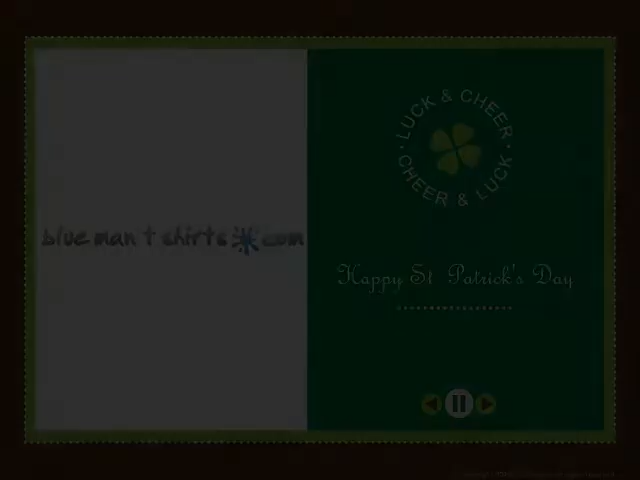 blue man t shirts com
LUCK & CHEER
CHEER & LUCK
Happy St Patrick's Day